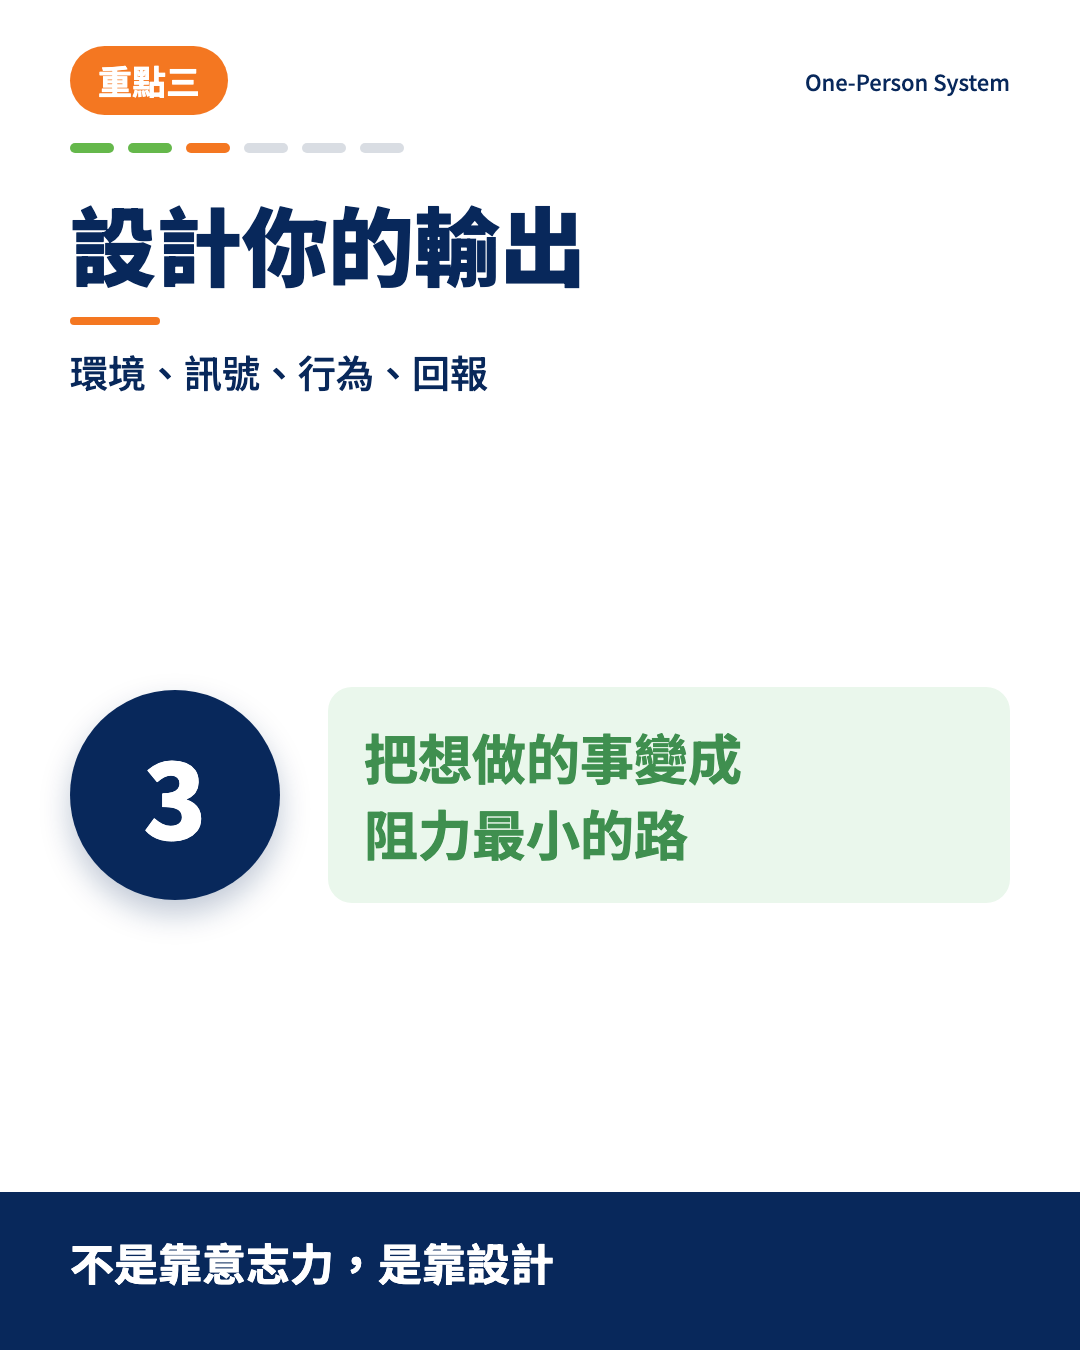 重點三
One-Person System
設計你的輸出
環境、訊號、行為、回報
3
把想做的事變成
阻力最小的路
不是靠意志力，是靠設計